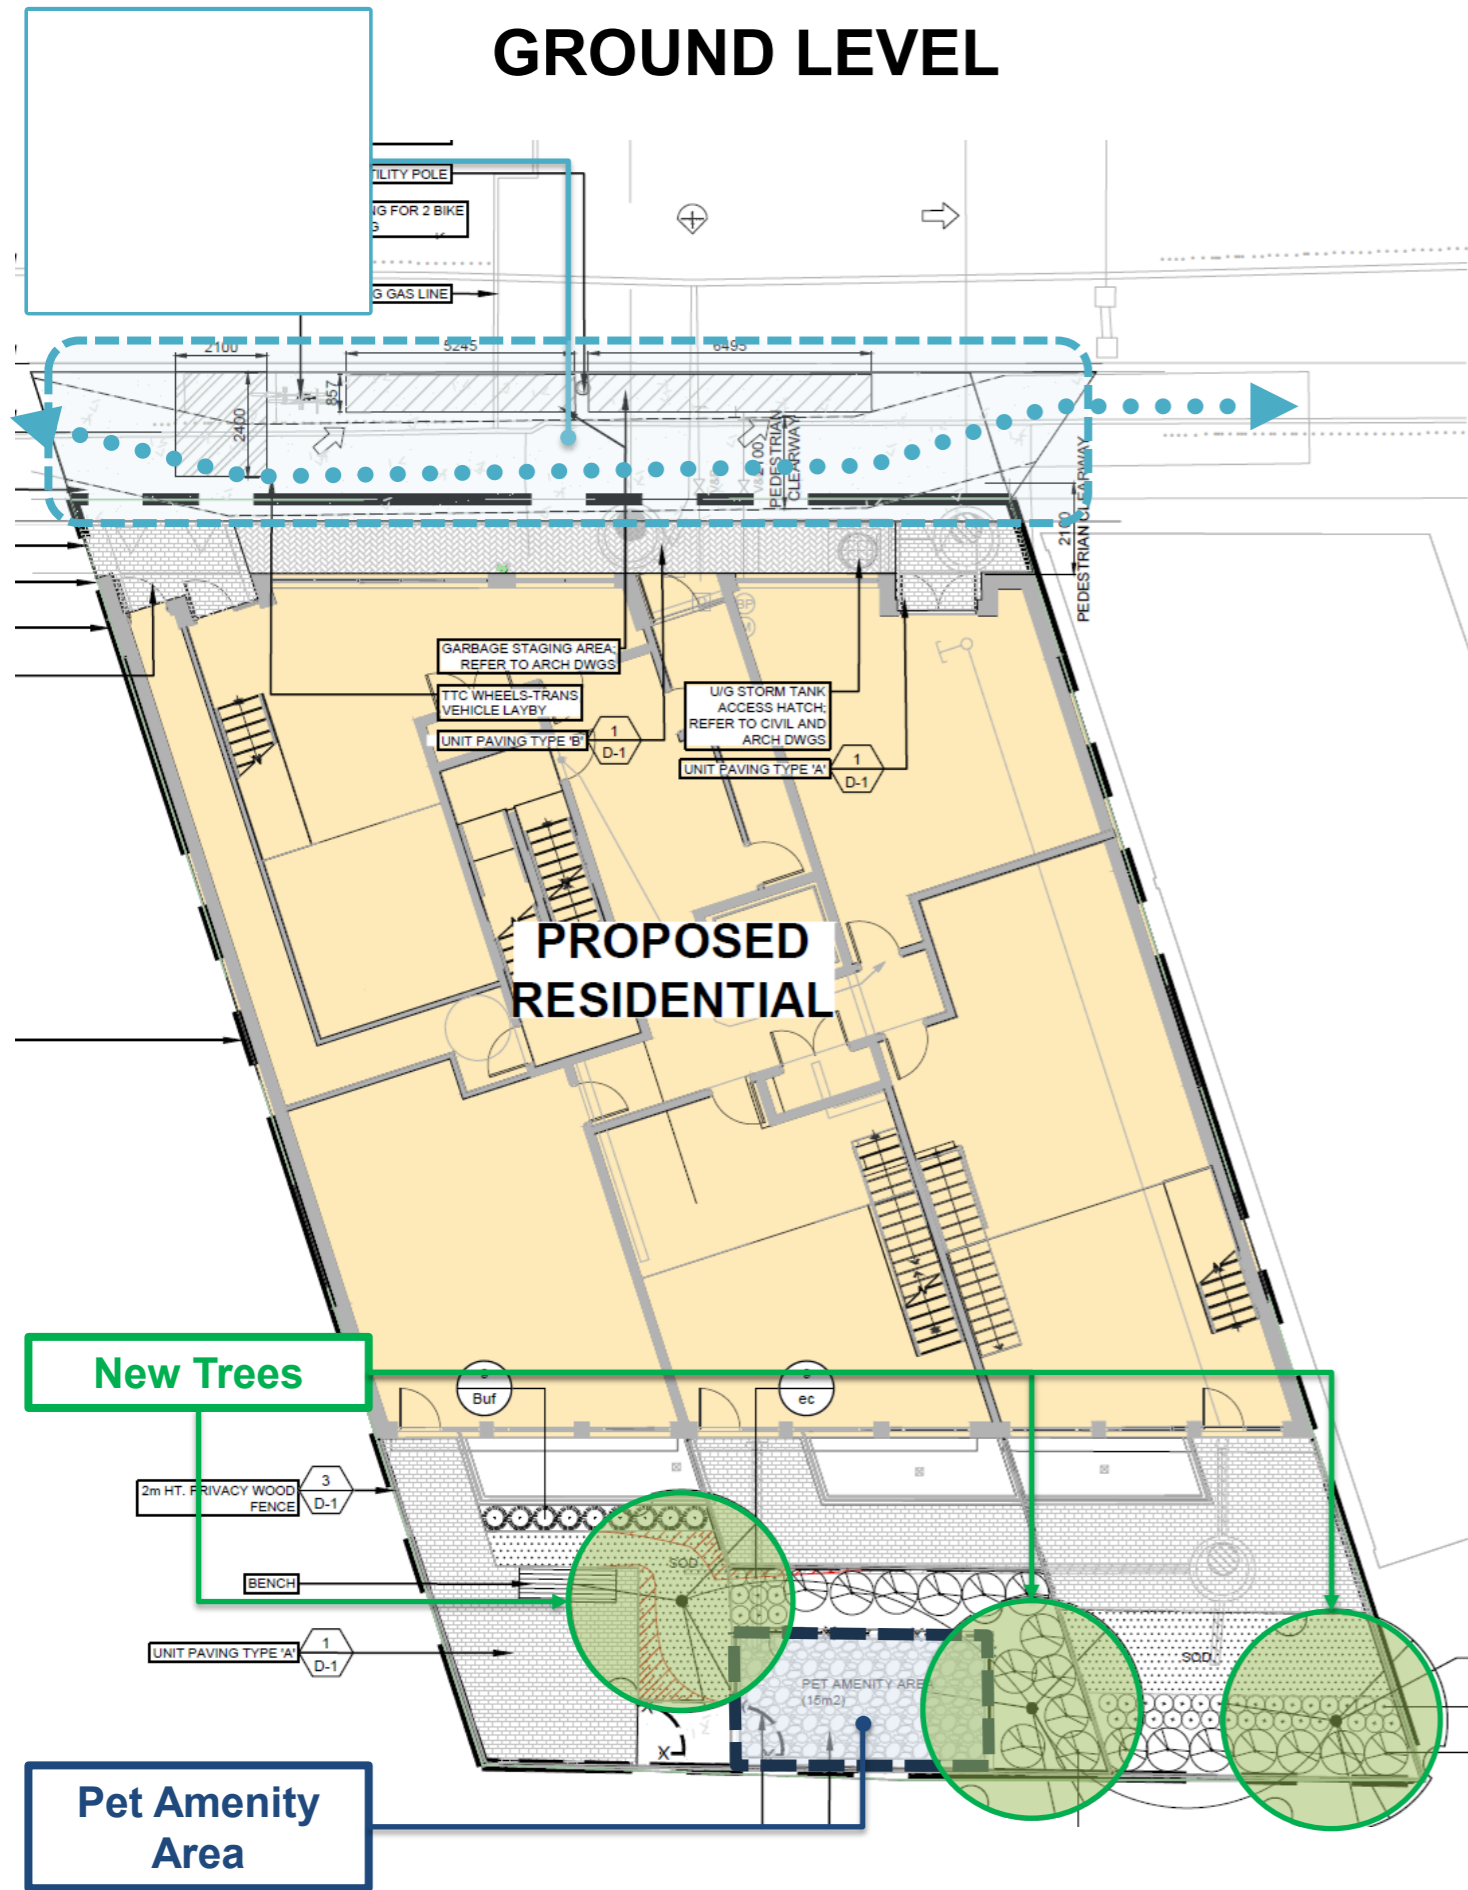 GROUND LEVEL
TILITY POLE
NG FOR 2 BIKE
G
G GAS LINE
2100
5245
6495
857
2400
2100
PEDESTRIAN
CLEARWAY
2100
PEDESTRIAN CLEARWAY
BP
M
GARBAGE STAGING AREA;
REFER TO ARCH DWGS
TTC WHEELS-TRANS
VEHICLE LAYBY
UNIT PAVING TYPE 'B'
1
D-1
U/G STORM TANK
ACCESS HATCH;
REFER TO CIVIL AND
ARCH DWGS
UNIT PAVING TYPE 'A'
1
D-1
PROPOSED
RESIDENTIAL
New Trees
Buf
ec
2m HT. PRIVACY WOOD
FENCE
3
D-1
SOD
BENCH
UNIT PAVING TYPE 'A'
1
D-1
SOD
PET AMENITY AREA
(15m2)
Pet Amenity
Area